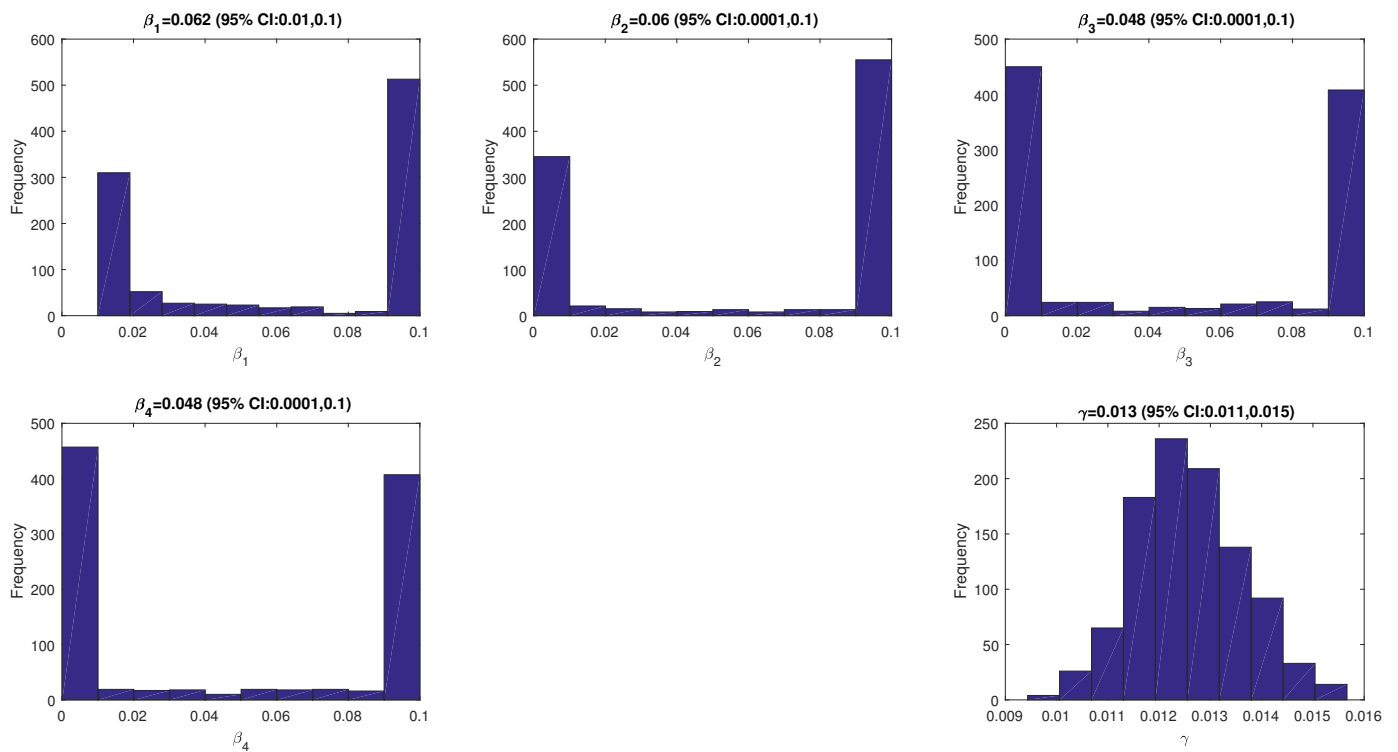 β1=0.062 (95% CI:0.01,0.1)
600
500
400
300
200
100
0
Frequency
0 0.02 0.04 0.06 0.08 0.1
β1
β2=0.06 (95% CI:0.0001,0.1)
600
500
400
300
200
100
0
Frequency
0 0.02 0.04 0.06 0.08 0.1
β2
β3=0.048 (95% CI:0.0001,0.1)
500
400
300
200
100
0
Frequency
0 0.02 0.04 0.06 0.08 0.1
β3
β4=0.048 (95% CI:0.0001,0.1)
500
400
300
200
100
0
Frequency
0 0.02 0.04 0.06 0.08 0.1
β4
γ=0.013 (95% CI:0.011,0.015)
250
200
150
100
50
0
Frequency
0.009 0.01 0.011 0.012 0.013 0.014 0.015 0.016
γ